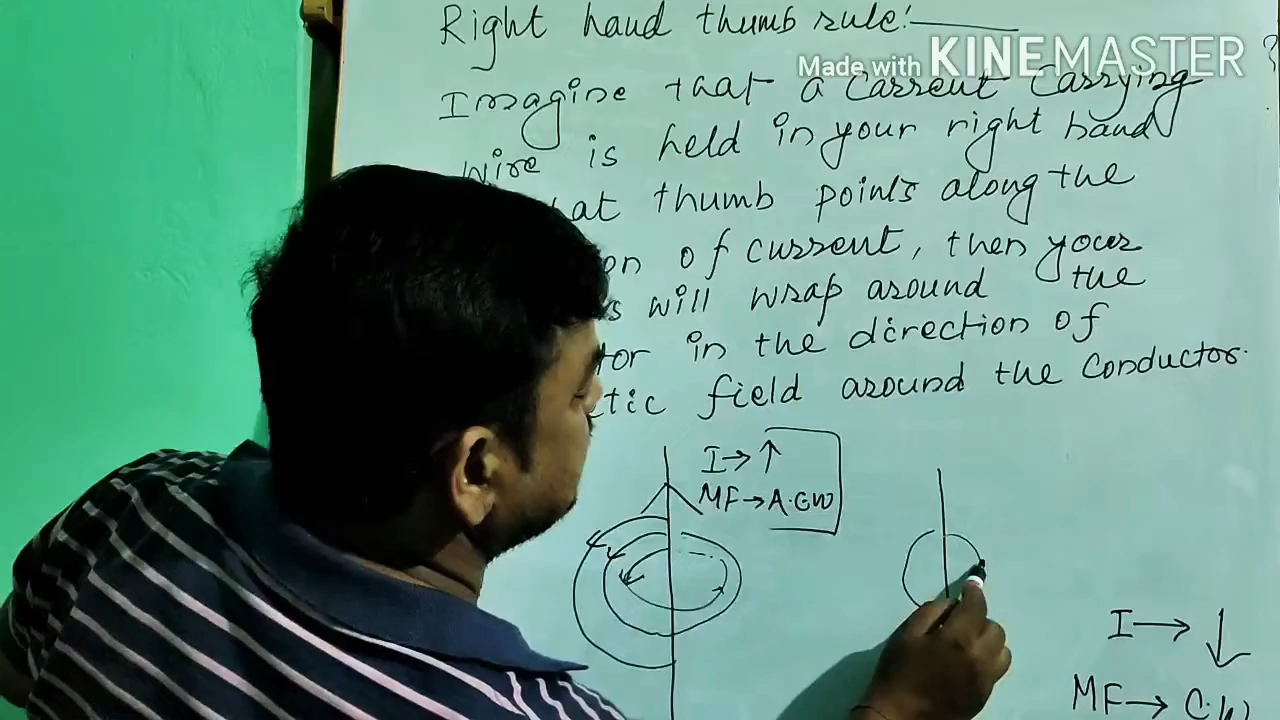 Right hand thumb rule:
Made with KINEMASTER
Imagine that a current carrying
wire is held in your right hand
hat thumb points along the
on of current, then your
s will wrap around the
tor in the direction of
tic field around the conductor.
I→↑
MF→A.CW
I→↓
MF→C.W